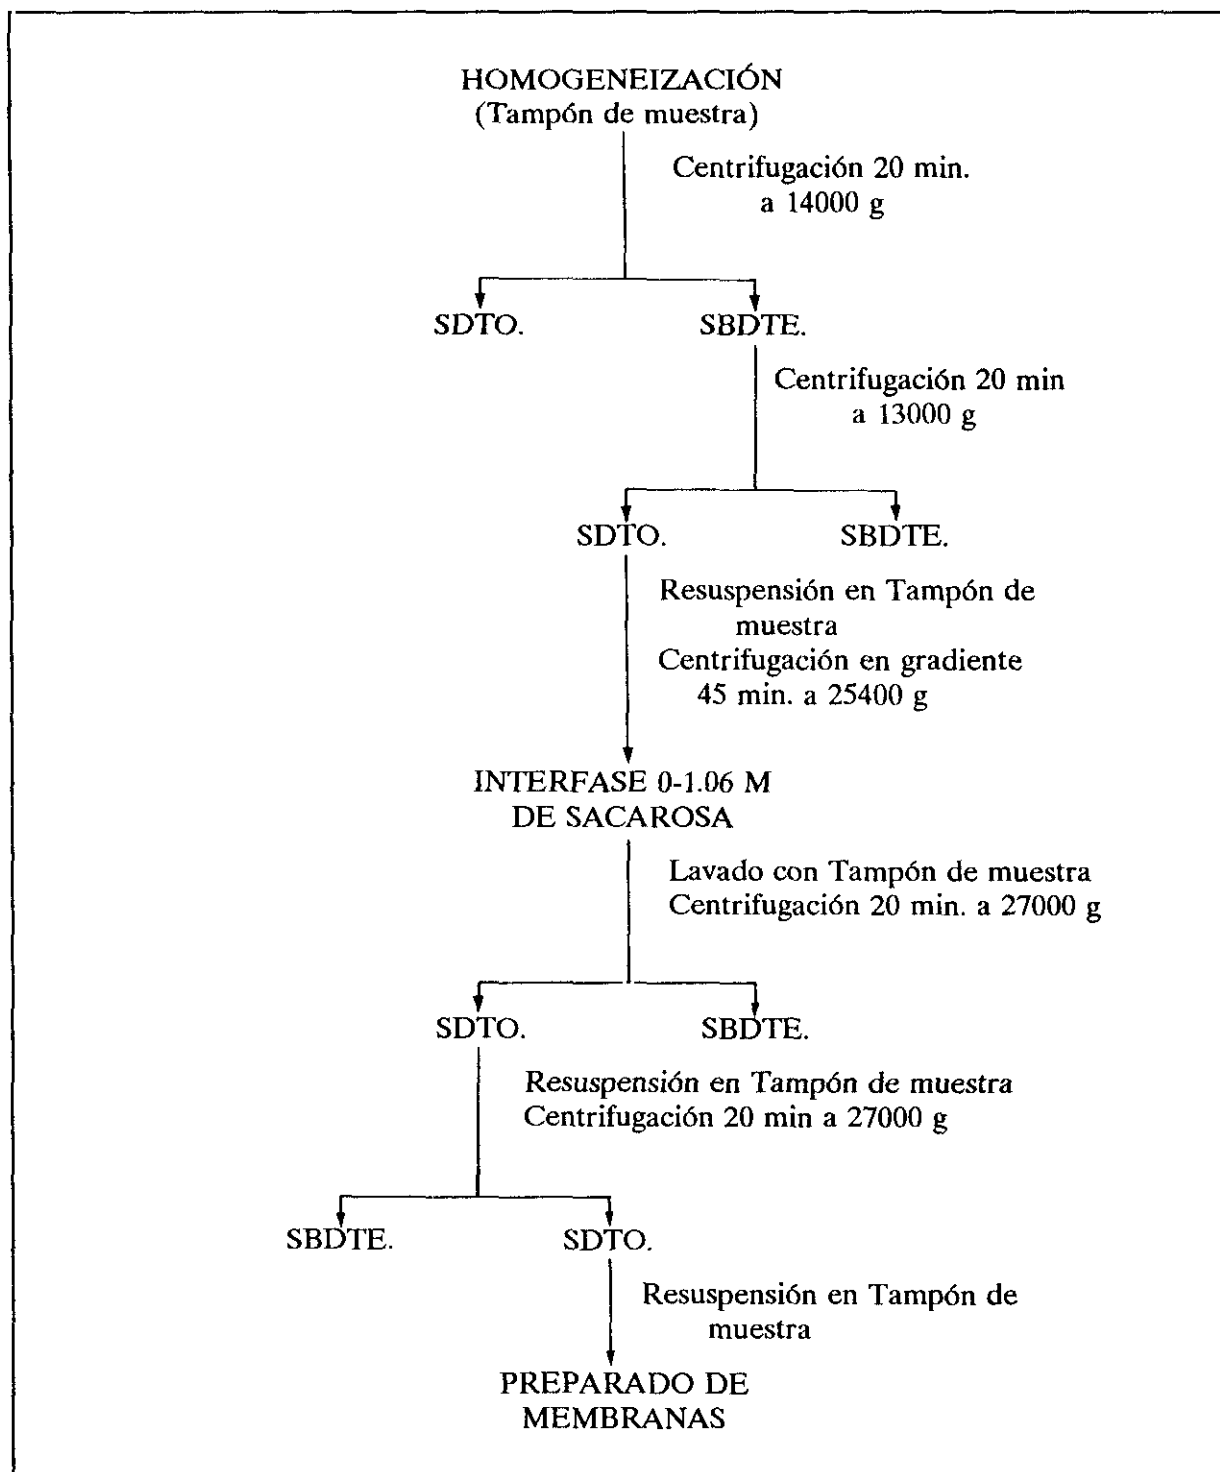 HOMOGENEIZACIÓN
(Tampón de muestra)
Centrifugación 20 min.
a 14000 g
SDTO.
SBDTE.
Centrifugación 20 min
a 13000 g
SDTO.
SBDTE.
Resuspensión en Tampón de
muestra
Centrifugación en gradiente
45 min. a 25400 g
INTERFASE 0-1.06 M
DE SACAROSA
Lavado con Tampón de muestra
Centrifugación 20 min. a 27000 g
SDTO.
SBDTE.
Resuspensión en Tampón de muestra
Centrifugación 20 min a 27000 g
SBDTE.
SDTO.
Resuspensión en Tampón de
muestra
PREPARADO DE
MEMBRANAS